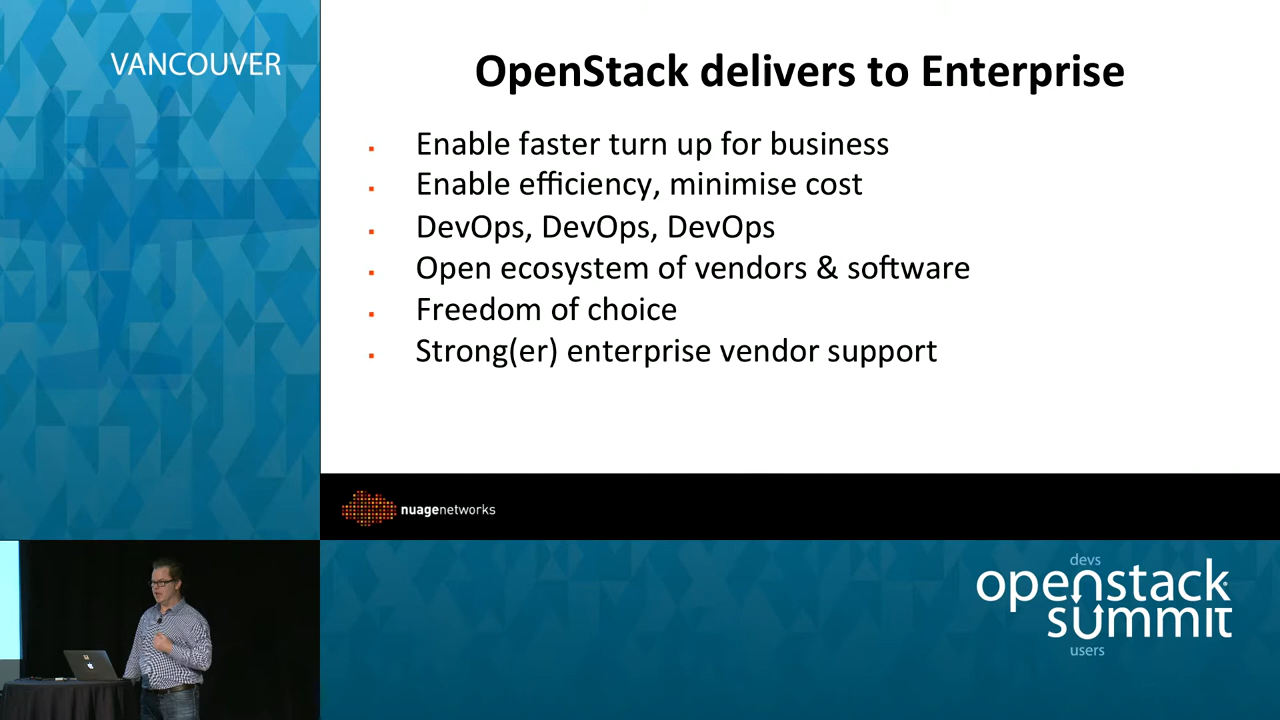 VANCOUVER
OpenStack delivers to Enterprise
Enable faster turn up for business
Enable efficiency, minimise cost
DevOps, DevOps, DevOps
Open ecosystem of vendors & software
Freedom of choice
Strong(er) enterprise vendor support
nuagenetworks
devs
openstack
summit
users